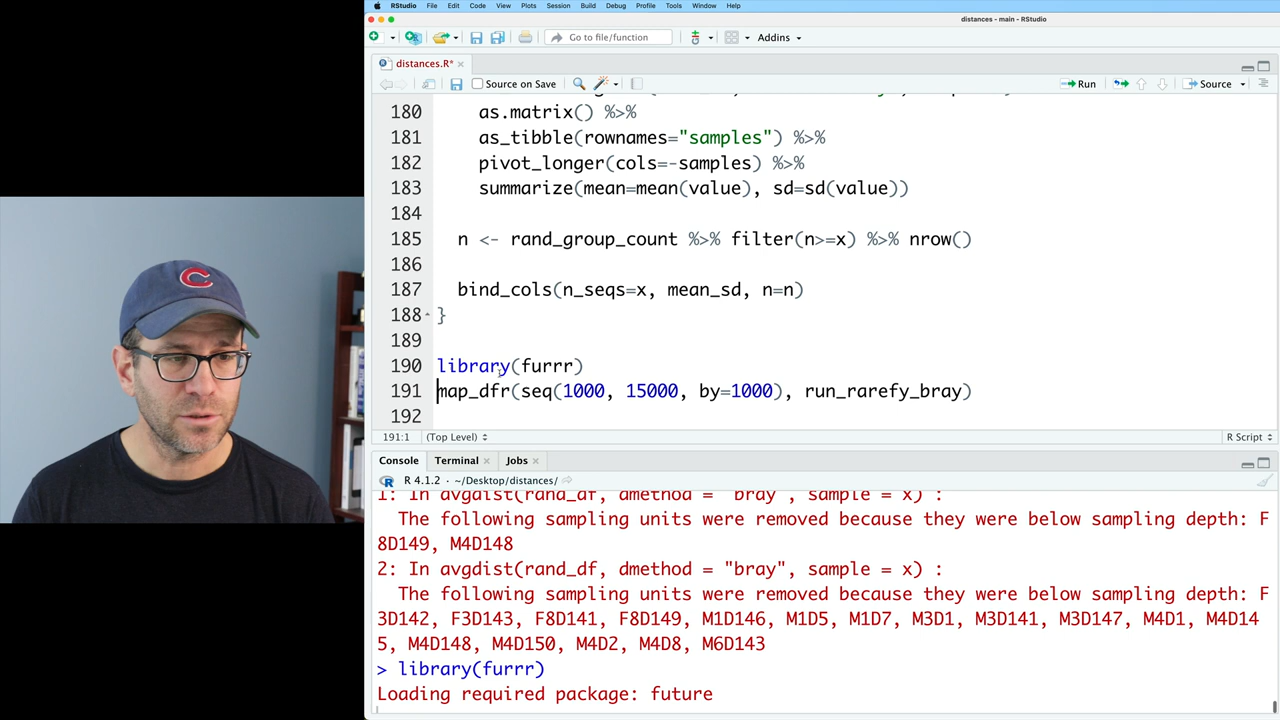 RStudio File Edit Code View Plots Session Build Debug Profile Tools Window Help
distances - main - RStudio
Go to file/function Addins
distances.R*
Source on Save Run Source
180 as.matrix() %>%
181 as_tibble(rownames="samples") %>%
182 pivot_longer(cols=-samples) %>%
183 summarize(mean=mean(value), sd=sd(value))
184
185 n <- rand_group_count %>% filter(n>=x) %>% nrow()
186
187 bind_cols(n_seqs=x, mean_sd, n=n)
188 }
189
190 library(furrr)
191 map_dfr(seq(1000, 15000, by=1000), run_rarefy_bray)
192
191:1 (Top Level) R Script
Console Terminal Jobs
R 4.1.2 · ~/Desktop/distances/
1: In avgdist(rand_df, dmethod = "bray", sample = x) :
The following sampling units were removed because they were below sampling depth: F
8D149, M4D148
2: In avgdist(rand_df, dmethod = "bray", sample = x) :
The following sampling units were removed because they were below sampling depth: F
3D142, F3D143, F8D141, F8D149, M1D146, M1D5, M1D7, M3D1, M3D141, M3D147, M4D1, M4D14
5, M4D148, M4D150, M4D2, M4D8, M6D143
> library(furrr)
Loading required package: future
C